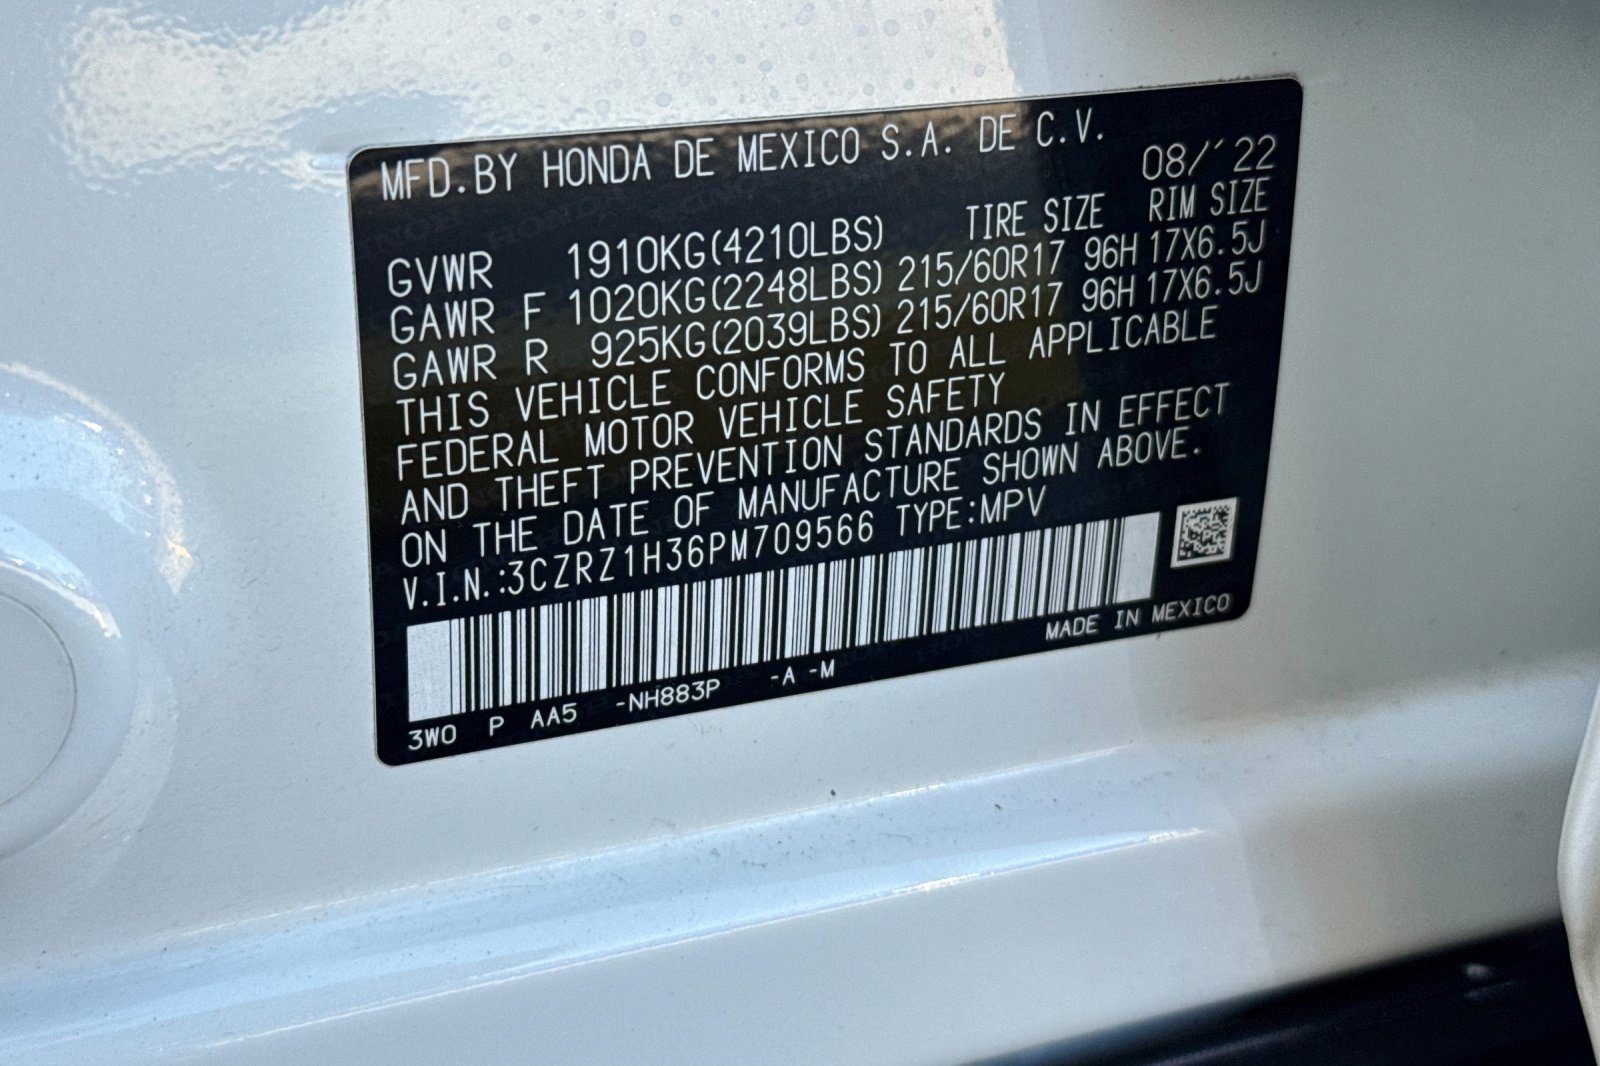 MFD.BY HONDA DE MEXICO S.A. DE C.V.
08/'22
TIRE SIZE RIM SIZE
GVWR 1910KG(4210LBS)
GAWR F 1020KG(2248LBS) 215/60R17 96H 17X6.5J
GAWR R 925KG(2039LBS) 215/60R17 96H 17X6.5J
THIS VEHICLE CONFORMS TO ALL APPLICABLE
FEDERAL MOTOR VEHICLE SAFETY
AND THEFT PREVENTION STANDARDS IN EFFECT
ON THE DATE OF MANUFACTURE SHOWN ABOVE.
V.I.N.:3CZRZ1H36PM709566 TYPE:MPV
MADE IN MEXICO
3W0 P AA5 -NH883P -A -M